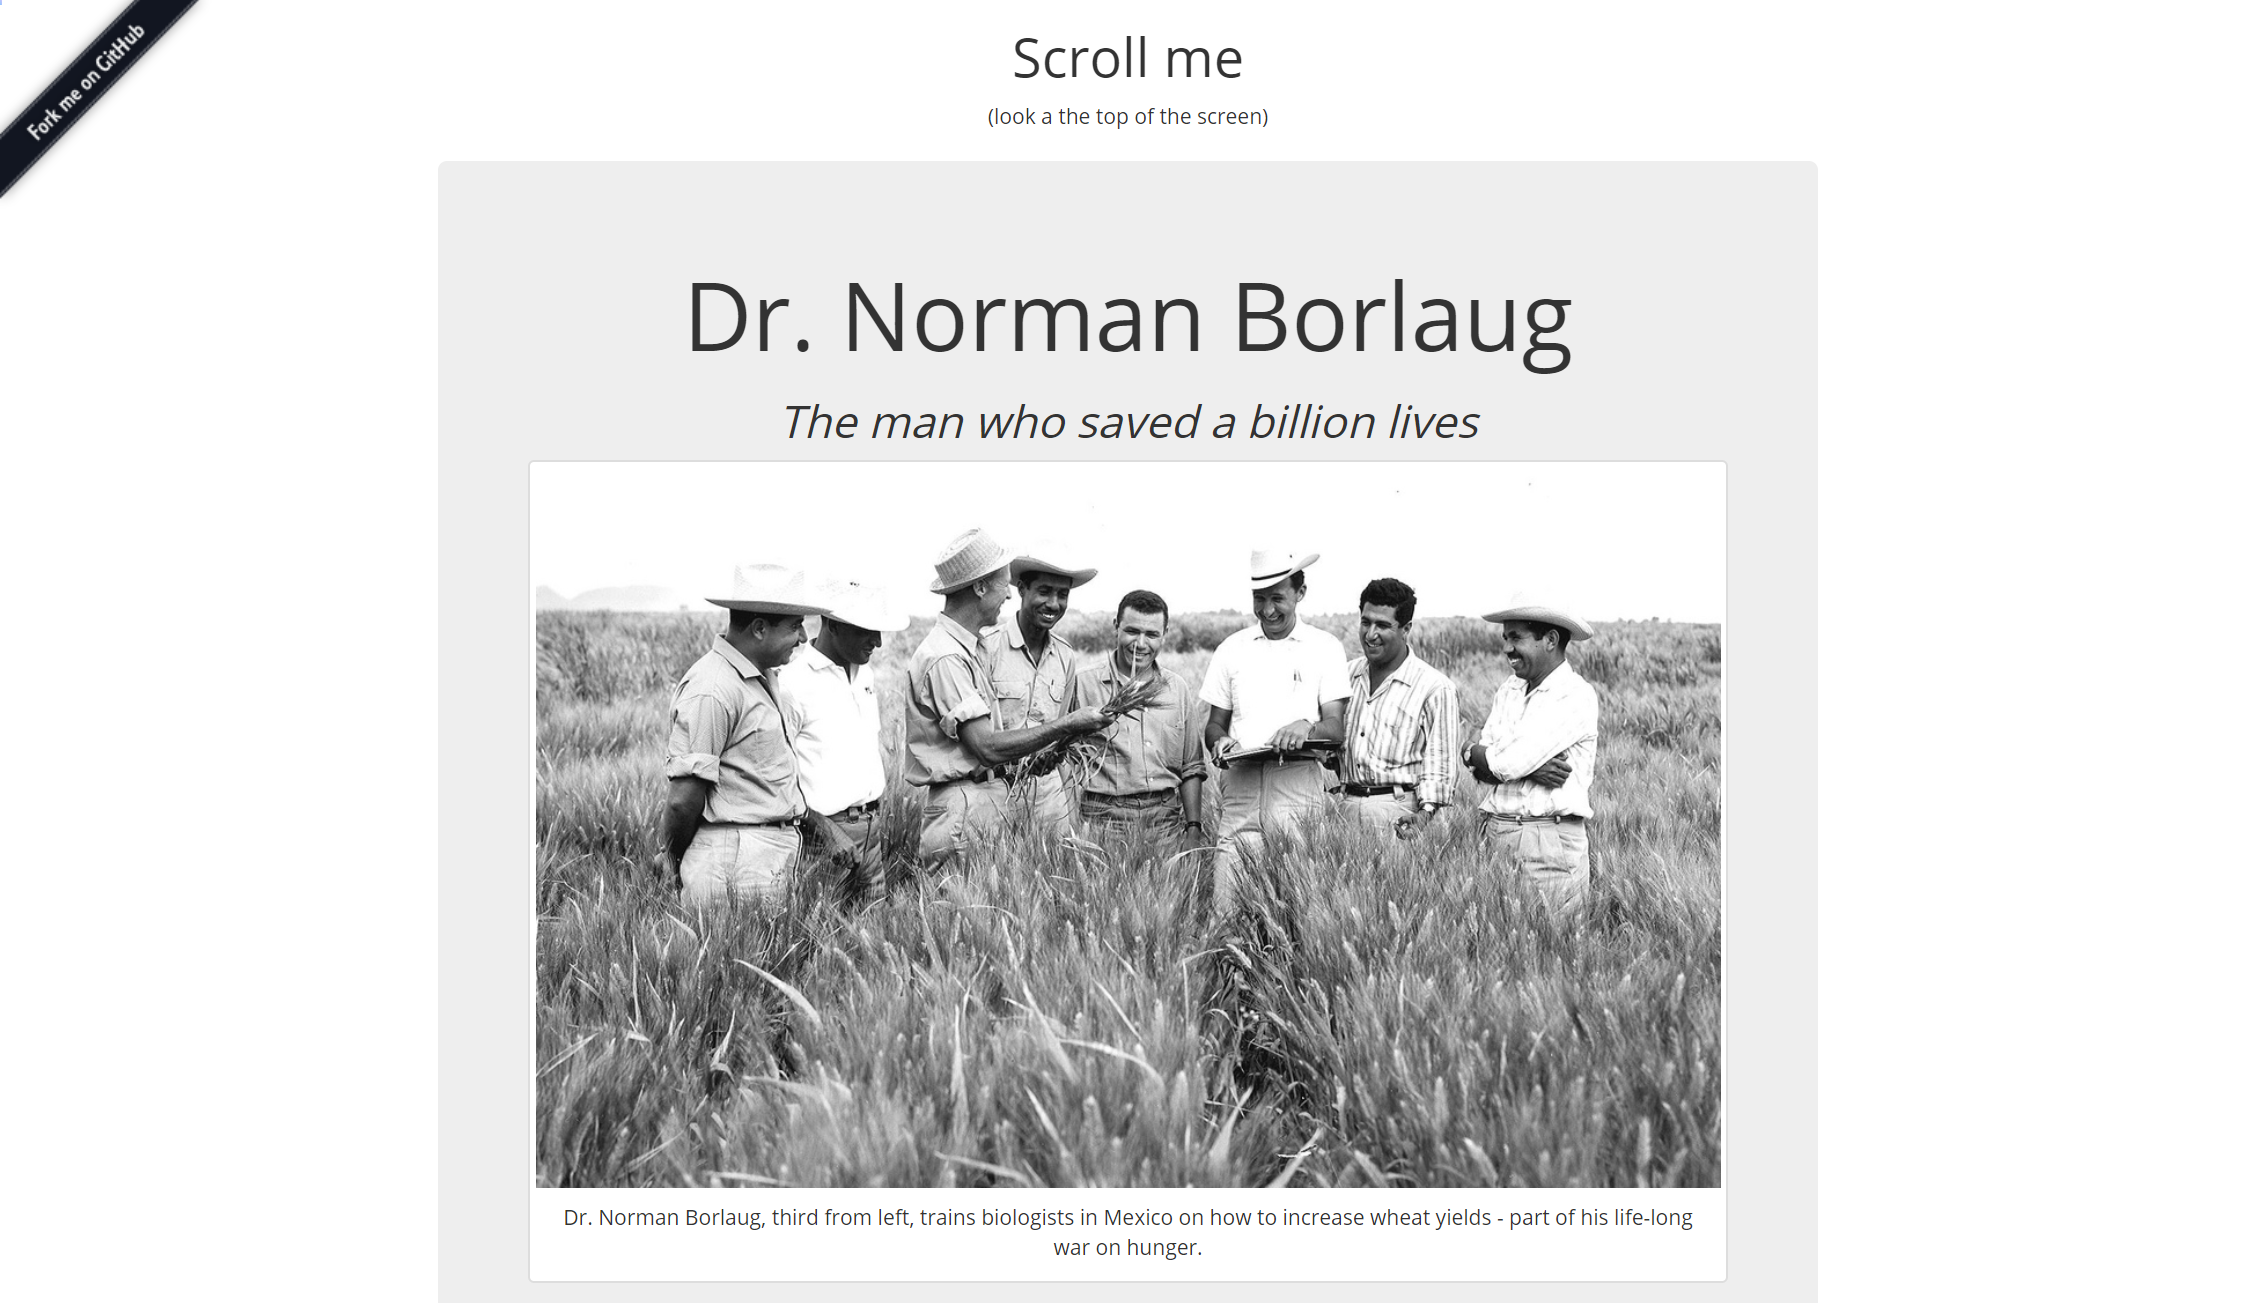 Fork me on GitHub
Scroll me
(look a the top of the screen)
Dr. Norman Borlaug
The man who saved a billion lives
Dr. Norman Borlaug, third from left, trains biologists in Mexico on how to increase wheat yields - part of his life-long
war on hunger.